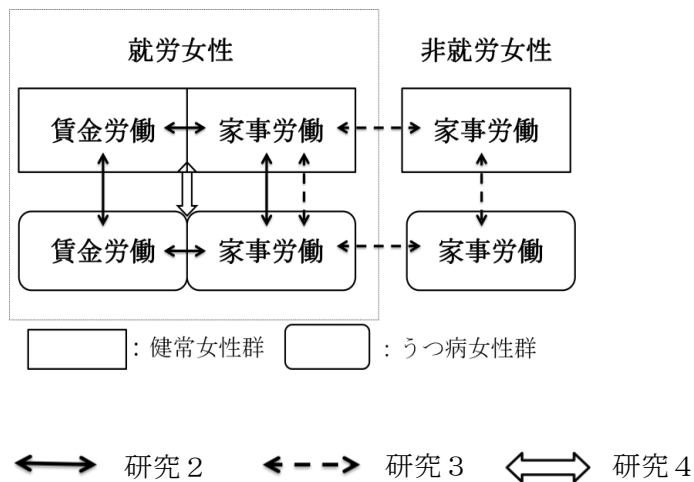 就労女性 非就労女性
賃金労働 家事労働 家事労働
賃金労働 家事労働 家事労働
：健常女性群 ：うつ病女性群
研究２ 研究３ 研究４